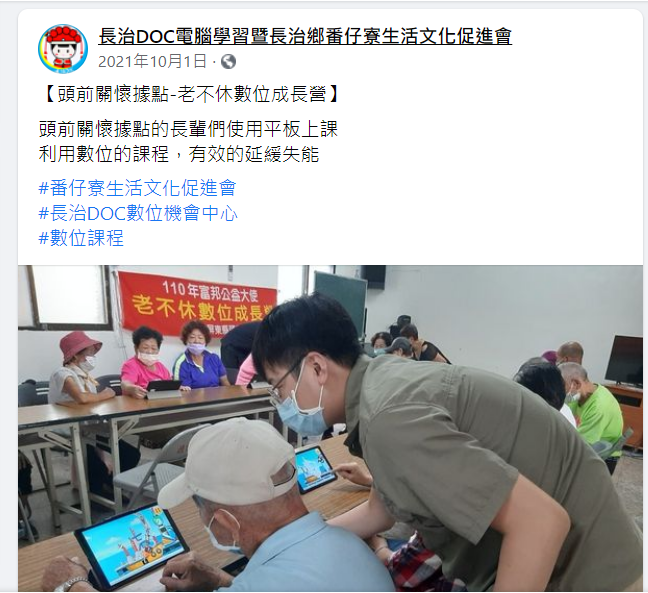 長治DOC電腦學習暨長治鄉番仔寮生活文化促進會
2021年10月1日
【頭前關懷據點-老不休數位成長營】
頭前關懷據點的長輩們使用平板上課
利用數位的課程，有效的延緩失能
#番仔寮生活文化促進會
#長治DOC數位機會中心
#數位課程
110年富邦公益大使
老不休數位成長